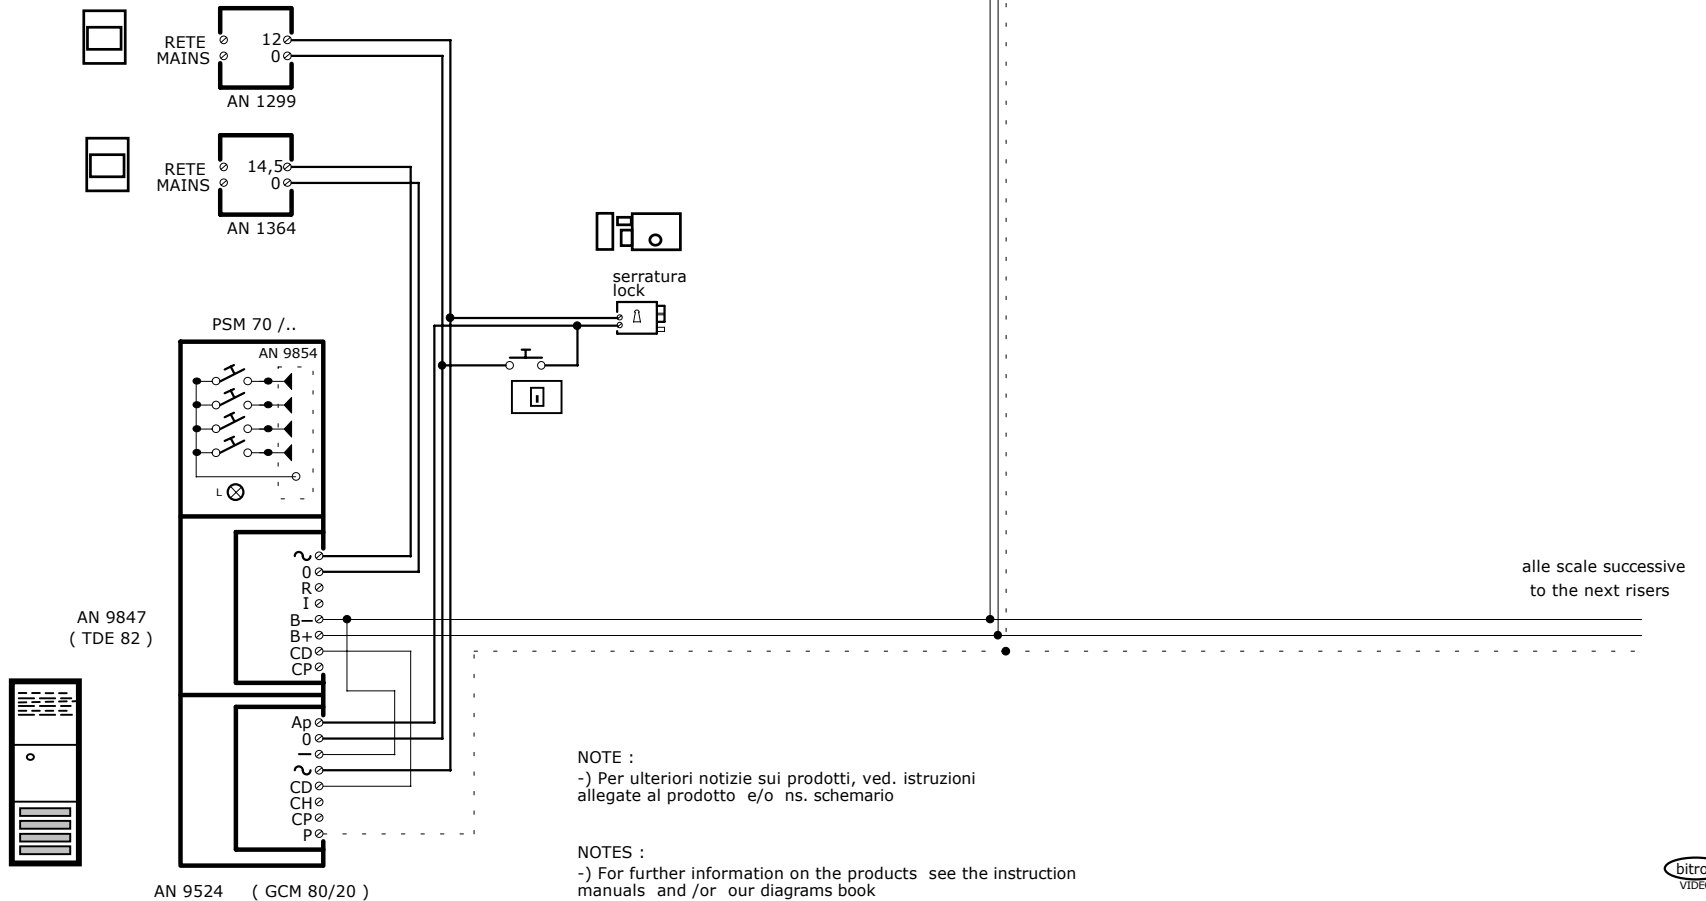 RETE
MAINS
12
0
AN 1299
RETE
MAINS
14,5
0
AN 1364
serratura
lock
PSM 70 /..
AN 9854
L
0
R
I
B−
B+
CD
CP
AN 9847
( TDE 82 )
Ap
0
−
CD
CH
CP
P
AN 9524 ( GCM 80/20 )
alle scale successive
to the next risers
NOTE :
-) Per ulteriori notizie sui prodotti, ved. istruzioni
allegate al prodotto e/o ns. schemario
NOTES :
-) For further information on the products see the instruction
manuals and /or our diagrams book
bitro
VIDEO